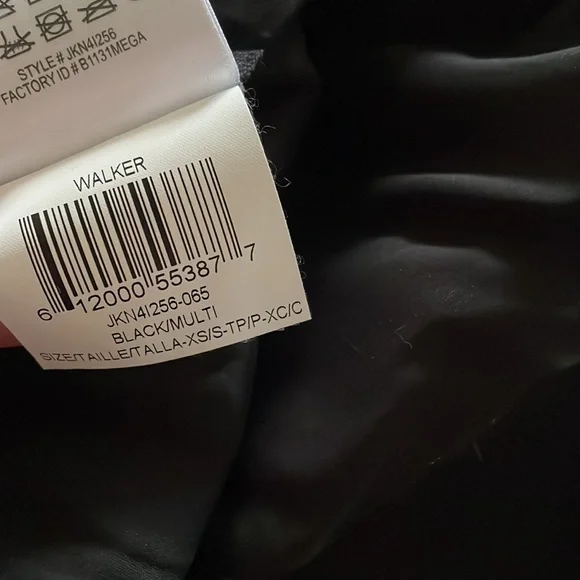 STYLE # JKN4I256
FACTORY ID # B1131MEGA
WALKER
6 12000 55387 7
JKN4I256-065
BLACK/MULTI
SIZE/TAILLE/TALLA-XS/S-TP/P-XC/C